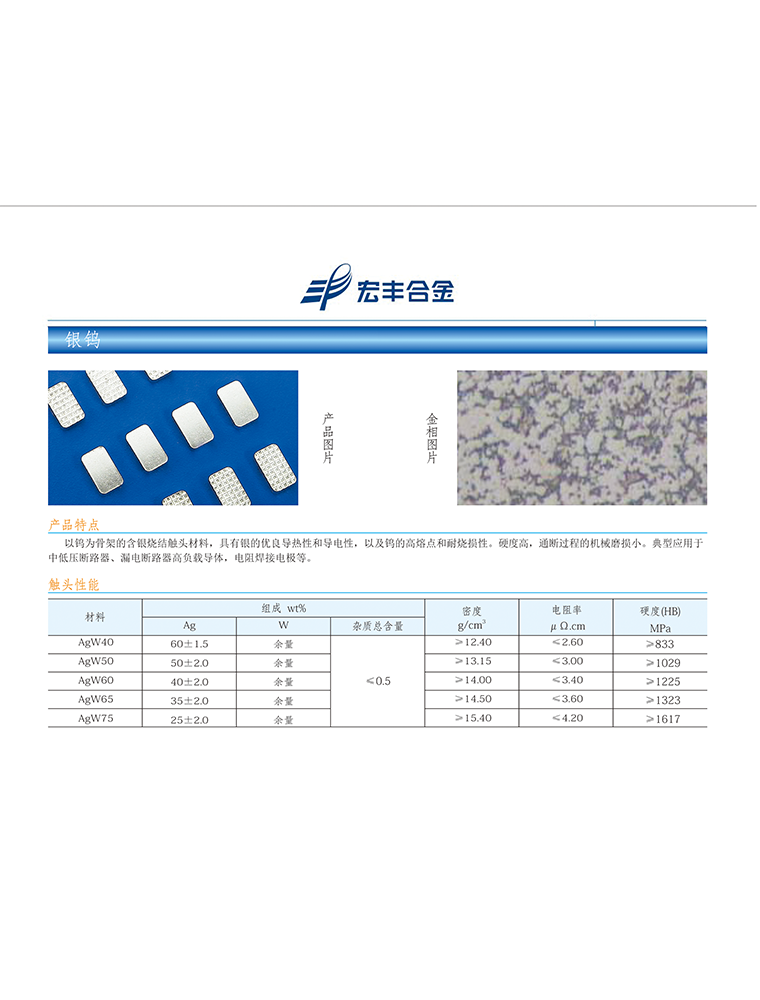 宏丰合金
银钨
产品图片
金相图片
产品特点
以钨为骨架的含银烧结触头材料，具有银的优良导热性和导电性，以及钨的高熔点和耐烧损性。硬度高，通断过程的机械磨损小。典型应用于
中低压断路器、漏电断路器高负载导体，电阻焊接电极等。
触头性能
材料 组成 wt% 密度 g/cm³ 电阻率 μΩ.cm 硬度(HB) MPa
Ag W 杂质总含量
AgW40 60±1.5 余量 ≤0.5 ≥12.40 ≤2.60 ≥833
AgW50 50±2.0 余量 ≥13.15 ≤3.00 ≥1029
AgW60 40±2.0 余量 ≥14.00 ≤3.40 ≥1225
AgW65 35±2.0 余量 ≥14.50 ≤3.60 ≥1323
AgW75 25±2.0 余量 ≥15.40 ≤4.20 ≥1617